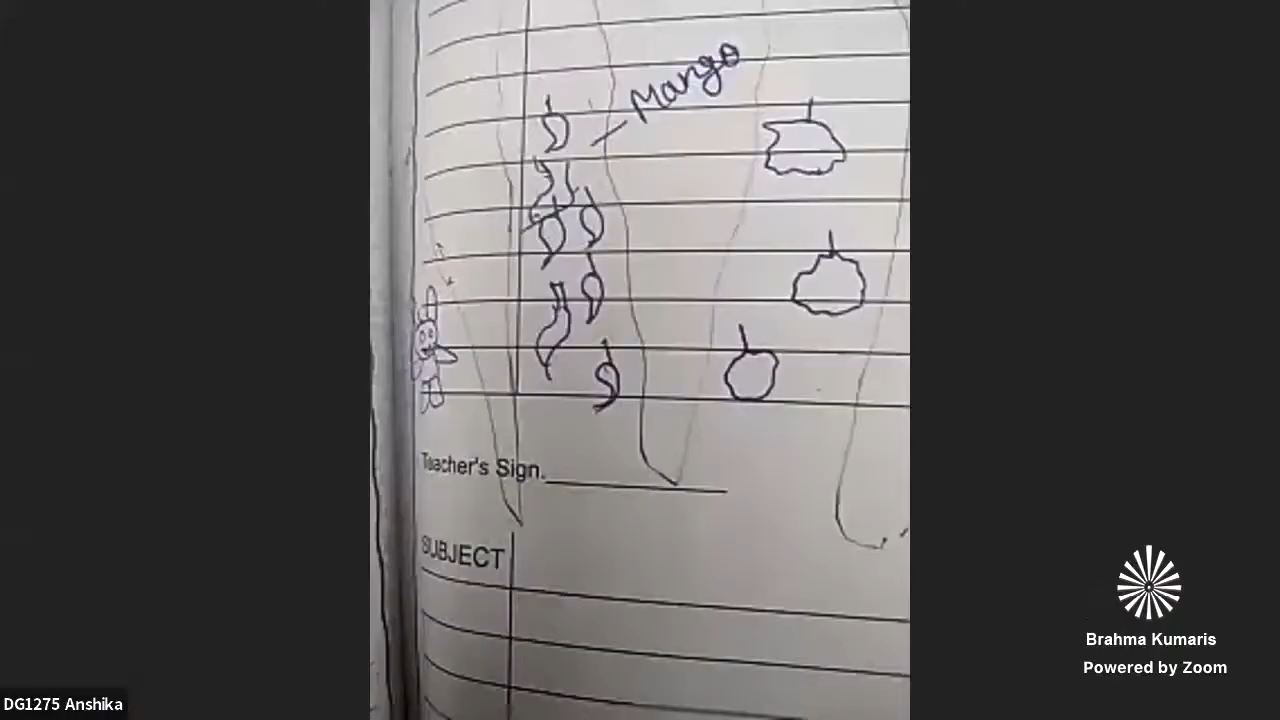 Mango
Teacher's Sign.
SUBJECT
Brahma Kumaris
Powered by Zoom
DG1275 Anshika